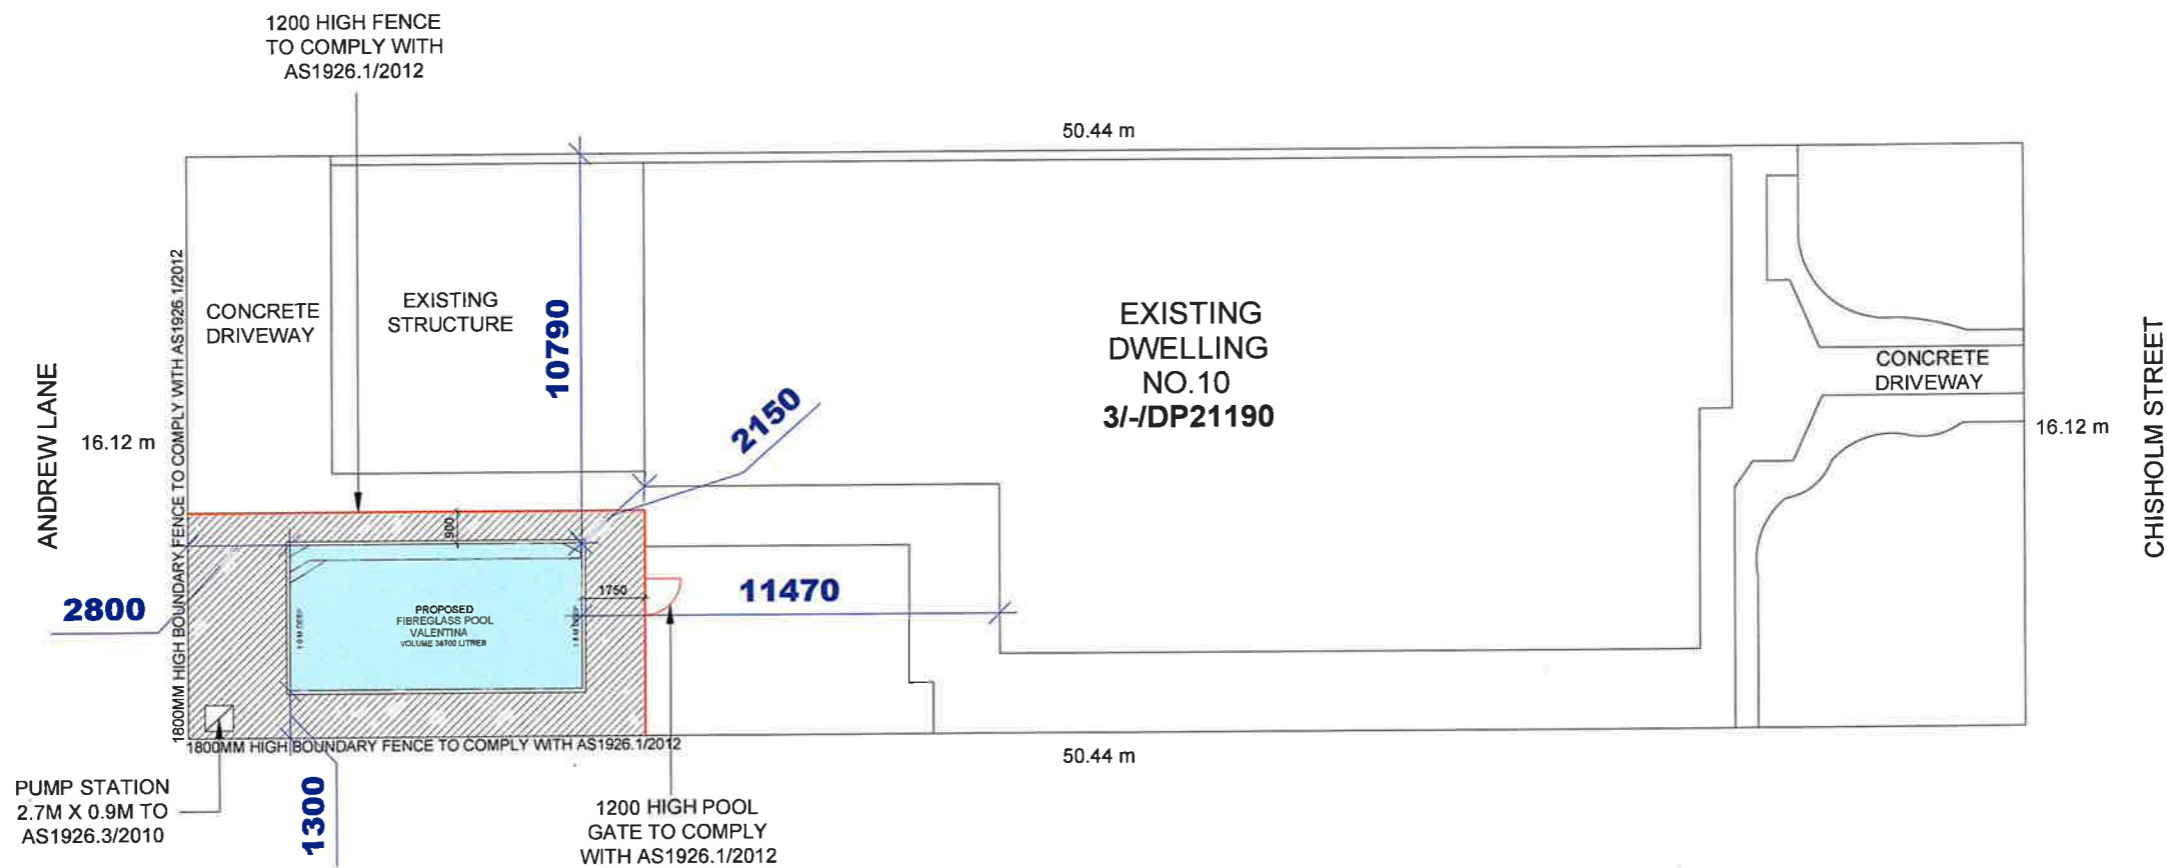 1200 HIGH FENCE
TO COMPLY WITH
AS1926.1/2012
50.44 m
ANDREW LANE
16.12 m
1800MM HIGH BOUNDARY FENCE TO COMPLY WITH AS1926.1/2012
CONCRETE
DRIVEWAY
EXISTING
STRUCTURE
10790
2150
EXISTING
DWELLING
NO.10
3/-/DP21190
CONCRETE
DRIVEWAY
16.12 m
CHISHOLM STREET
900
2800
1750
11470
PROPOSED
FIBREGLASS POOL
VALENTINA
VOLUME 36700 LITRES
1800MM HIGH BOUNDARY FENCE TO COMPLY WITH AS1926.1/2012
50.44 m
PUMP STATION
2.7M X 0.9M TO
AS1926.3/2010
1300
1200 HIGH POOL
GATE TO COMPLY
WITH AS1926.1/2012